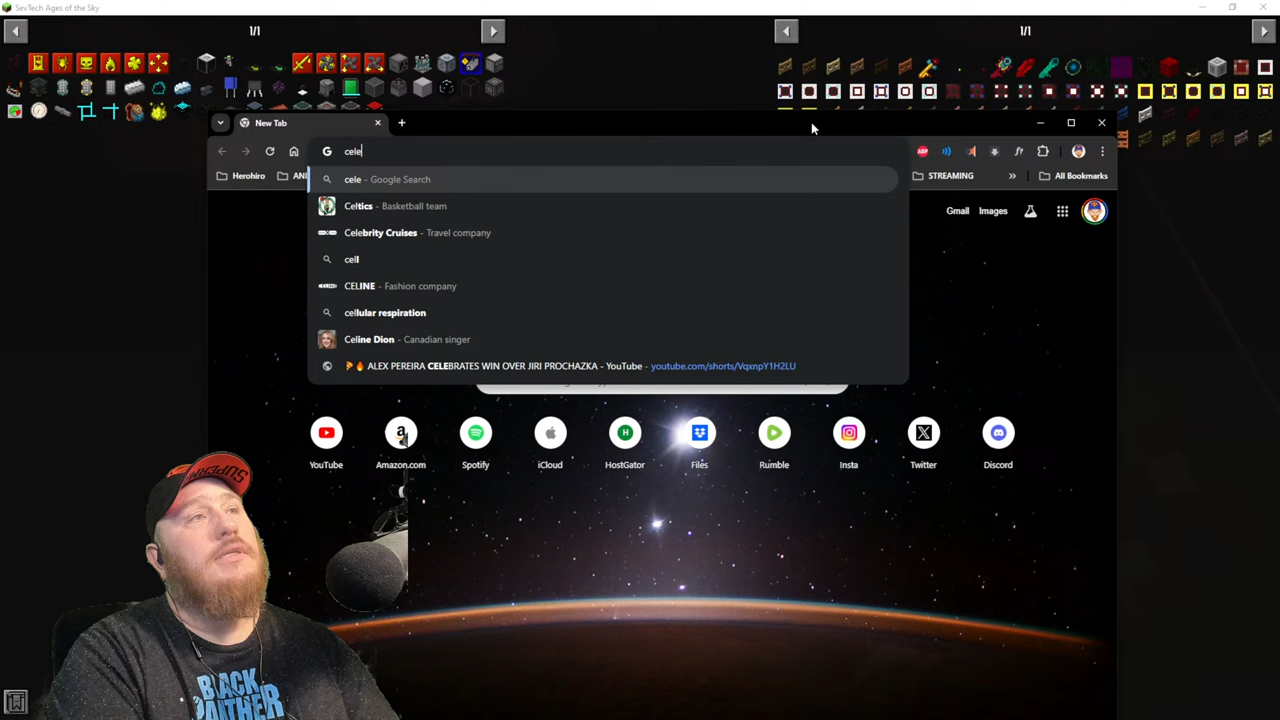 SevTech Ages of the Sky
1/1
1/1
New Tab
cele
Herohiro
ANI
STREAMING
All Bookmarks
cele - Google Search
Celtics - Basketball team
Celebrity Cruises - Travel company
cell
CELINE - Fashion company
cellular respiration
Celine Dion - Canadian singer
ALEX PEREIRA CELEBRATES WIN OVER JIRI PROCHAZKA - YouTube - youtube.com/shorts/VqxnpY1H2LU
Gmail
Images
YouTube
Amazon.com
Spotify
iCloud
HostGator
Files
Rumble
Insta
Twitter
Discord
SUPER
BLACK
PANTHER